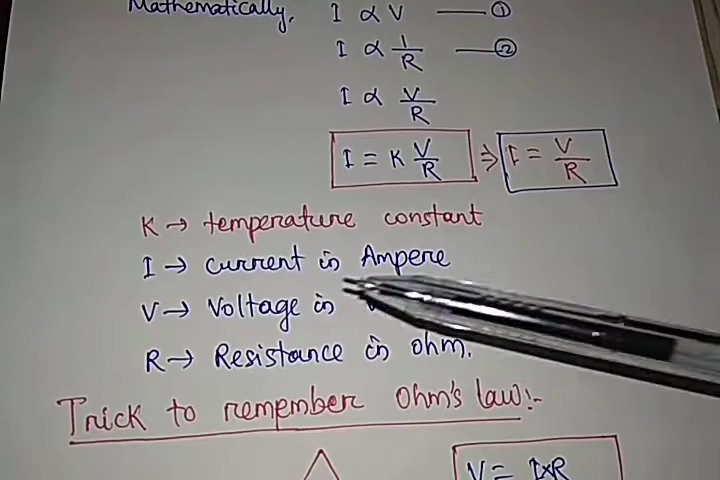 Mathematically, I ∝ V —— ①
I ∝ 1/R —— ②
I ∝ V/R
I = K V/R ⇒ I = V/R
K → temperature constant
I → current in Ampere
V → Voltage in
R → Resistance in ohm.
Trick to remember Ohm's law:-
V = I×R